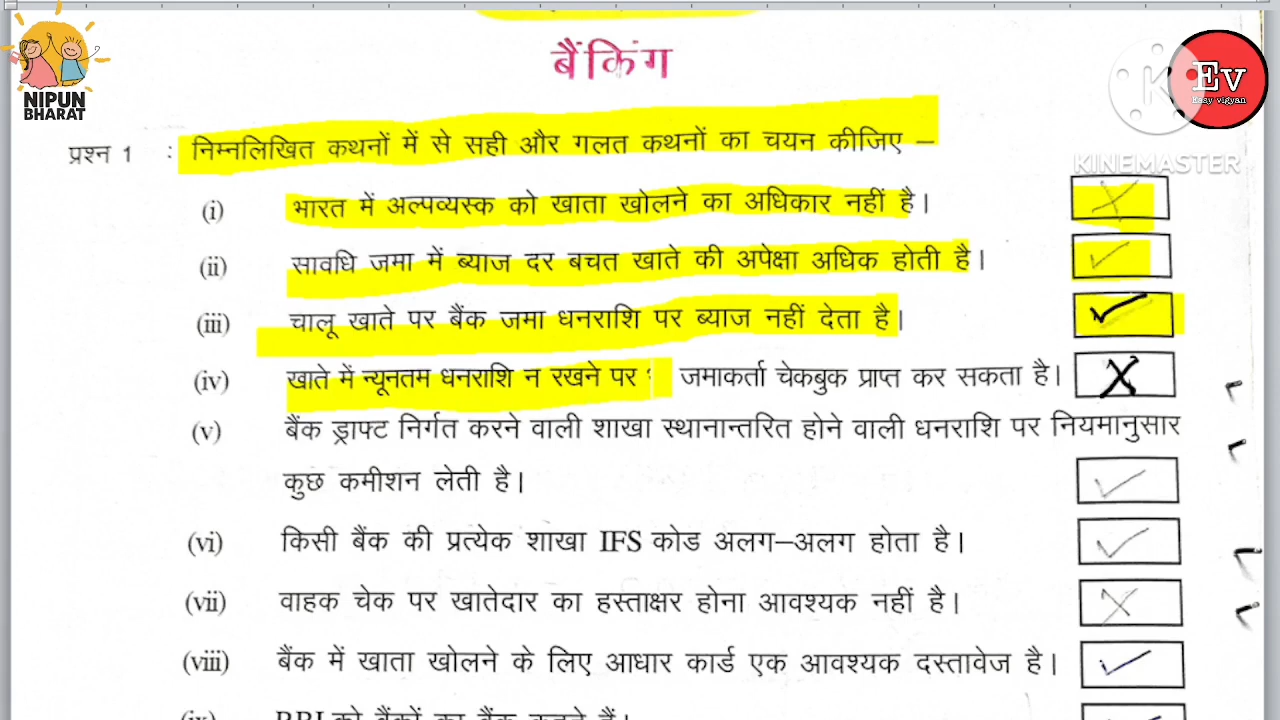 बैंकिंग
NIPUN
BHARAT
Ev
Easy vigyan
KINEMASTER
प्रश्न 1 : निम्नलिखित कथनों में से सही और गलत कथनों का चयन कीजिए –
(i) भारत में अल्पव्यस्क को खाता खोलने का अधिकार नहीं है। ✗
(ii) सावधि जमा में ब्याज दर बचत खाते की अपेक्षा अधिक होती है। ✓
(iii) चालू खाते पर बैंक जमा धनराशि पर ब्याज नहीं देता है। ✓
(iv) खाते में न्यूनतम धनराशि न रखने पर जमाकर्ता चेकबुक प्राप्त कर सकता है। ✗
(v) बैंक ड्राफ्ट निर्गत करने वाली शाखा स्थानान्तरित होने वाली धनराशि पर नियमानुसार
कुछ कमीशन लेती है। ✓
(vi) किसी बैंक की प्रत्येक शाखा IFS कोड अलग–अलग होता है। ✓
(vii) वाहक चेक पर खातेदार का हस्ताक्षर होना आवश्यक नहीं है। ✗
(viii) बैंक में खाता खोलने के लिए आधार कार्ड एक आवश्यक दस्तावेज है। ✓